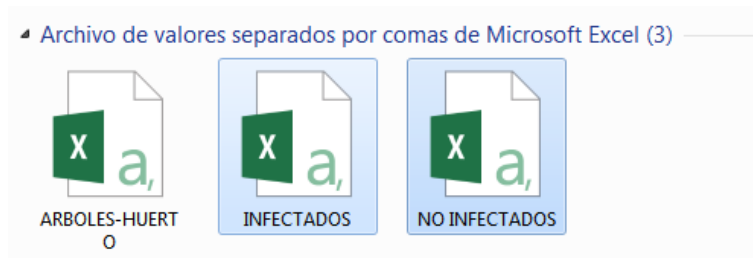 Archivo de valores separados por comas de Microsoft Excel (3)
X a,
X a,
X a,
ARBOLES-HUERT
O
INFECTADOS
NO INFECTADOS